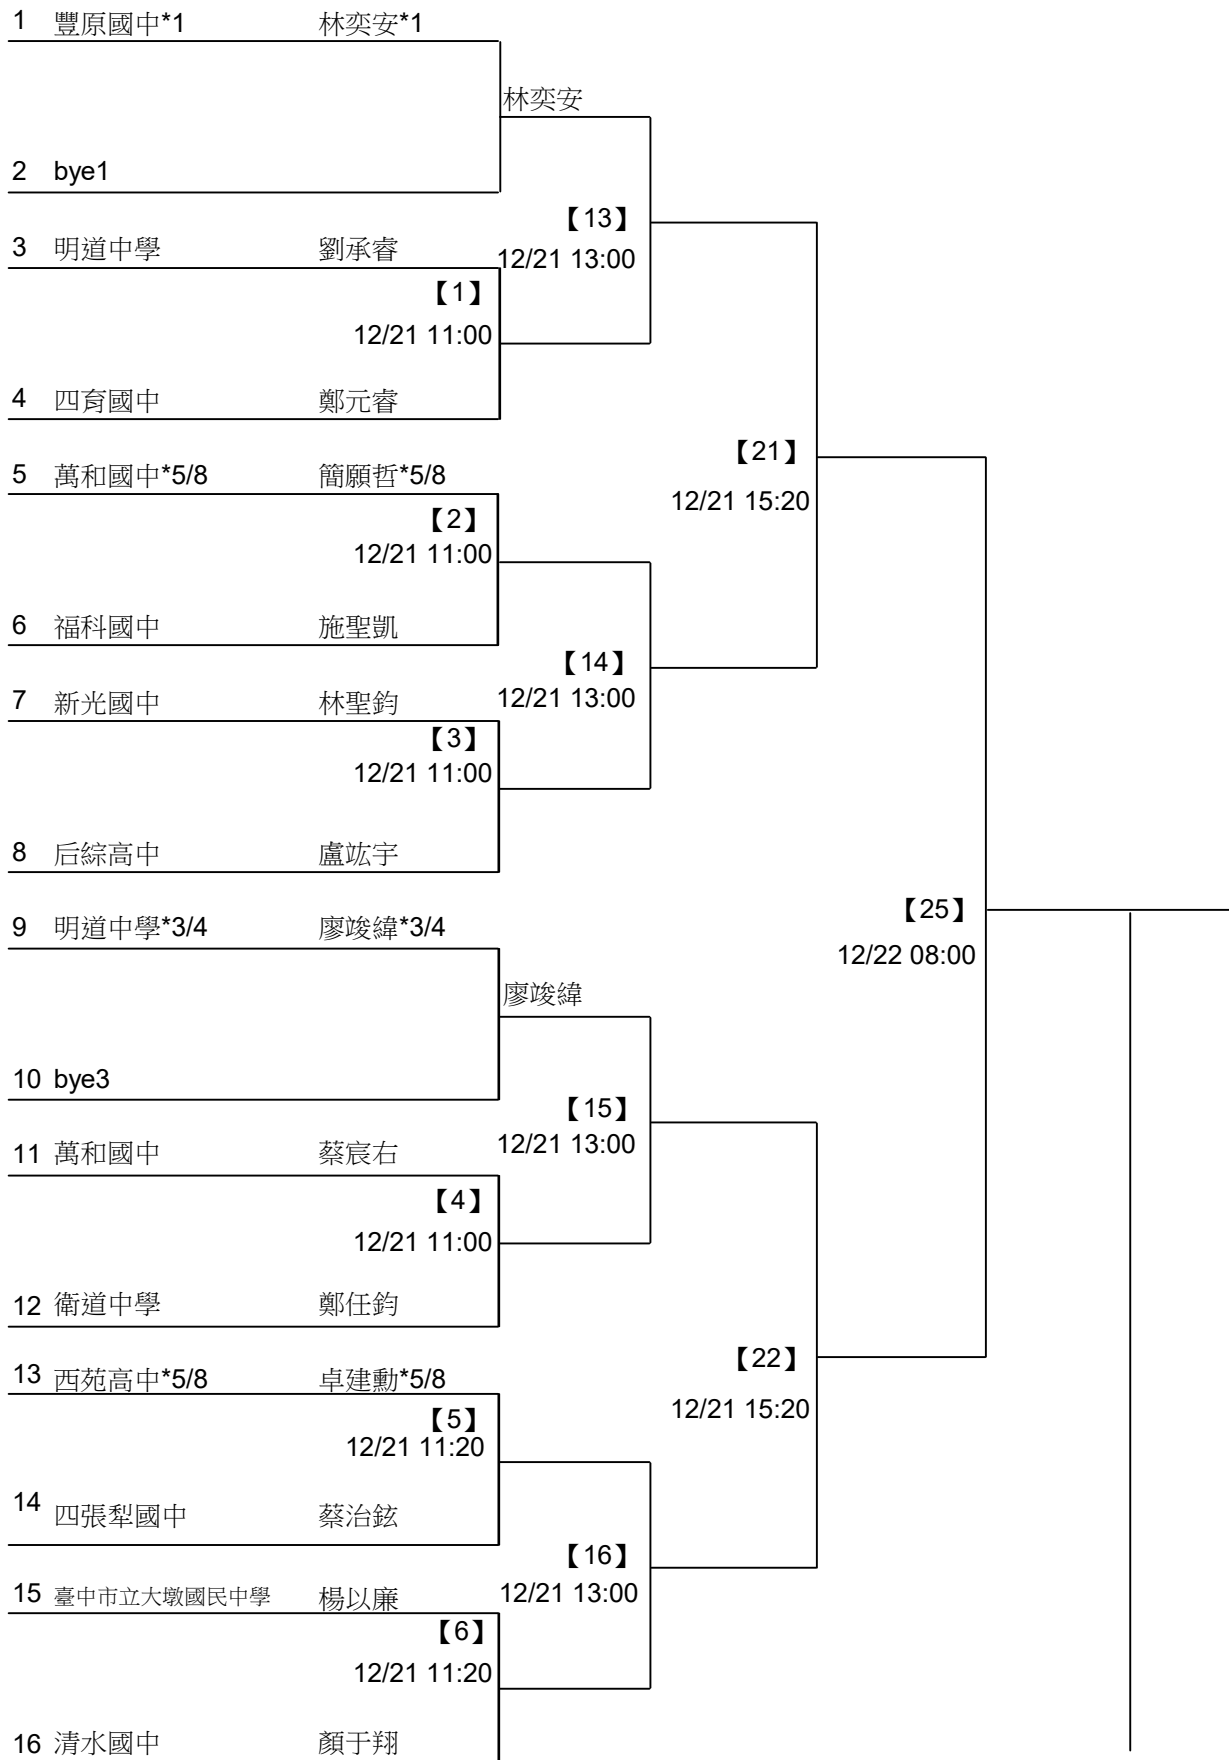 1 豐原國中*1 林奕安*1
林奕安
2 bye1
【13】
3 明道中學 劉承睿
12/21 13:00
【1】
12/21 11:00
4 四育國中 鄭元睿
【21】
5 萬和國中*5/8 簡願哲*5/8
12/21 15:20
【2】
12/21 11:00
6 福科國中 施聖凱
【14】
7 新光國中 林聖鈞
12/21 13:00
【3】
12/21 11:00
8 后綜高中 盧竑宇
【25】
9 明道中學*3/4 廖竣緯*3/4
12/22 08:00
廖竣緯
10 bye3
【15】
12/21 13:00
11 萬和國中 蔡宸右
【4】
12/21 11:00
12 衛道中學 鄭任鈞
【22】
13 西苑高中*5/8 卓建勳*5/8
12/21 15:20
【5】
12/21 11:20
14 四張犁國中 蔡治鉉
【16】
12/21 13:00
15 臺中市立大墩國民中學 楊以廉
【6】
12/21 11:20
16 清水國中 顏于翔